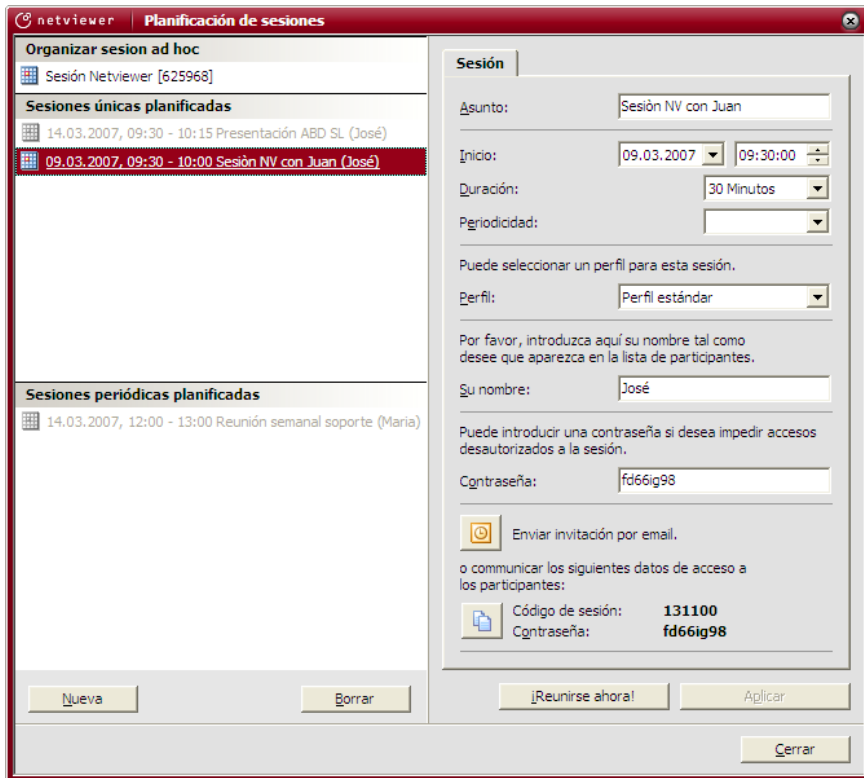 netviewer Planificación de sesiones
Organizar sesion ad hoc
Sesión Netviewer [625968]
Sesiones únicas planificadas
14.03.2007, 09:30 - 10:15 Presentación ABD SL (José)
09.03.2007, 09:30 - 10:00 Sesiòn NV con Juan (José)
Sesiones periódicas planificadas
14.03.2007, 12:00 - 13:00 Reunión semanal soporte (Maria)
Nueva
Borrar
Sesión
Asunto: Sesiòn NV con Juan
Inicio: 09.03.2007 09:30:00
Duración: 30 Minutos
Periodicidad:
Puede seleccionar un perfil para esta sesión.
Perfil: Perfil estándar
Por favor, introduzca aquí su nombre tal como
desee que aparezca en la lista de participantes.
Su nombre: José
Puede introducir una contraseña si desea impedir accesos
desautorizados a la sesión.
Contraseña: fd66ig98
Enviar invitación por email.
o communicar los siguientes datos de acceso a
los participantes:
Código de sesión: 131100
Contraseña: fd66ig98
¡Reunirse ahora!
Aplicar
Cerrar